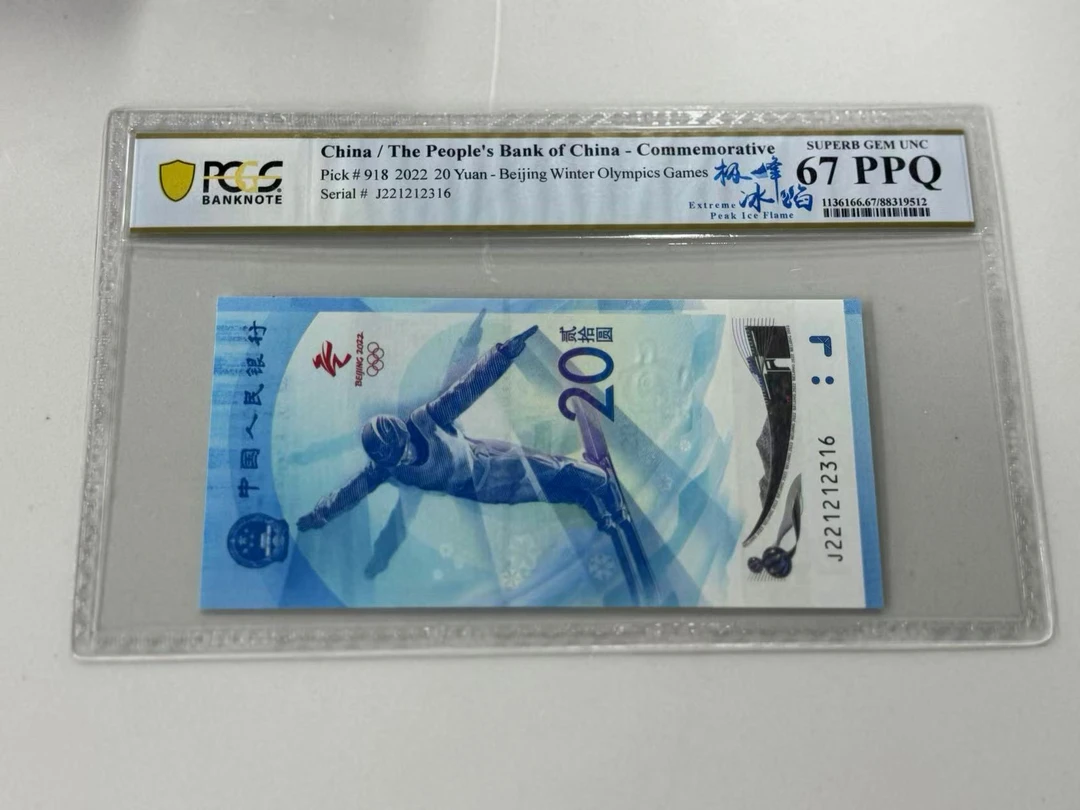 PCGS
BANKNOTE
China / The People's Bank of China - Commemorative
Pick # 918 2022 20 Yuan - Beijing Winter Olympics Games
Serial # J221212316
极峰
冰焰
Extreme
Peak Ice Flame
SUPERB GEM UNC
67 PPQ
1136166.67/88319512
中国人民银行
BEIJING 2022
贰拾圆
20
J221212316